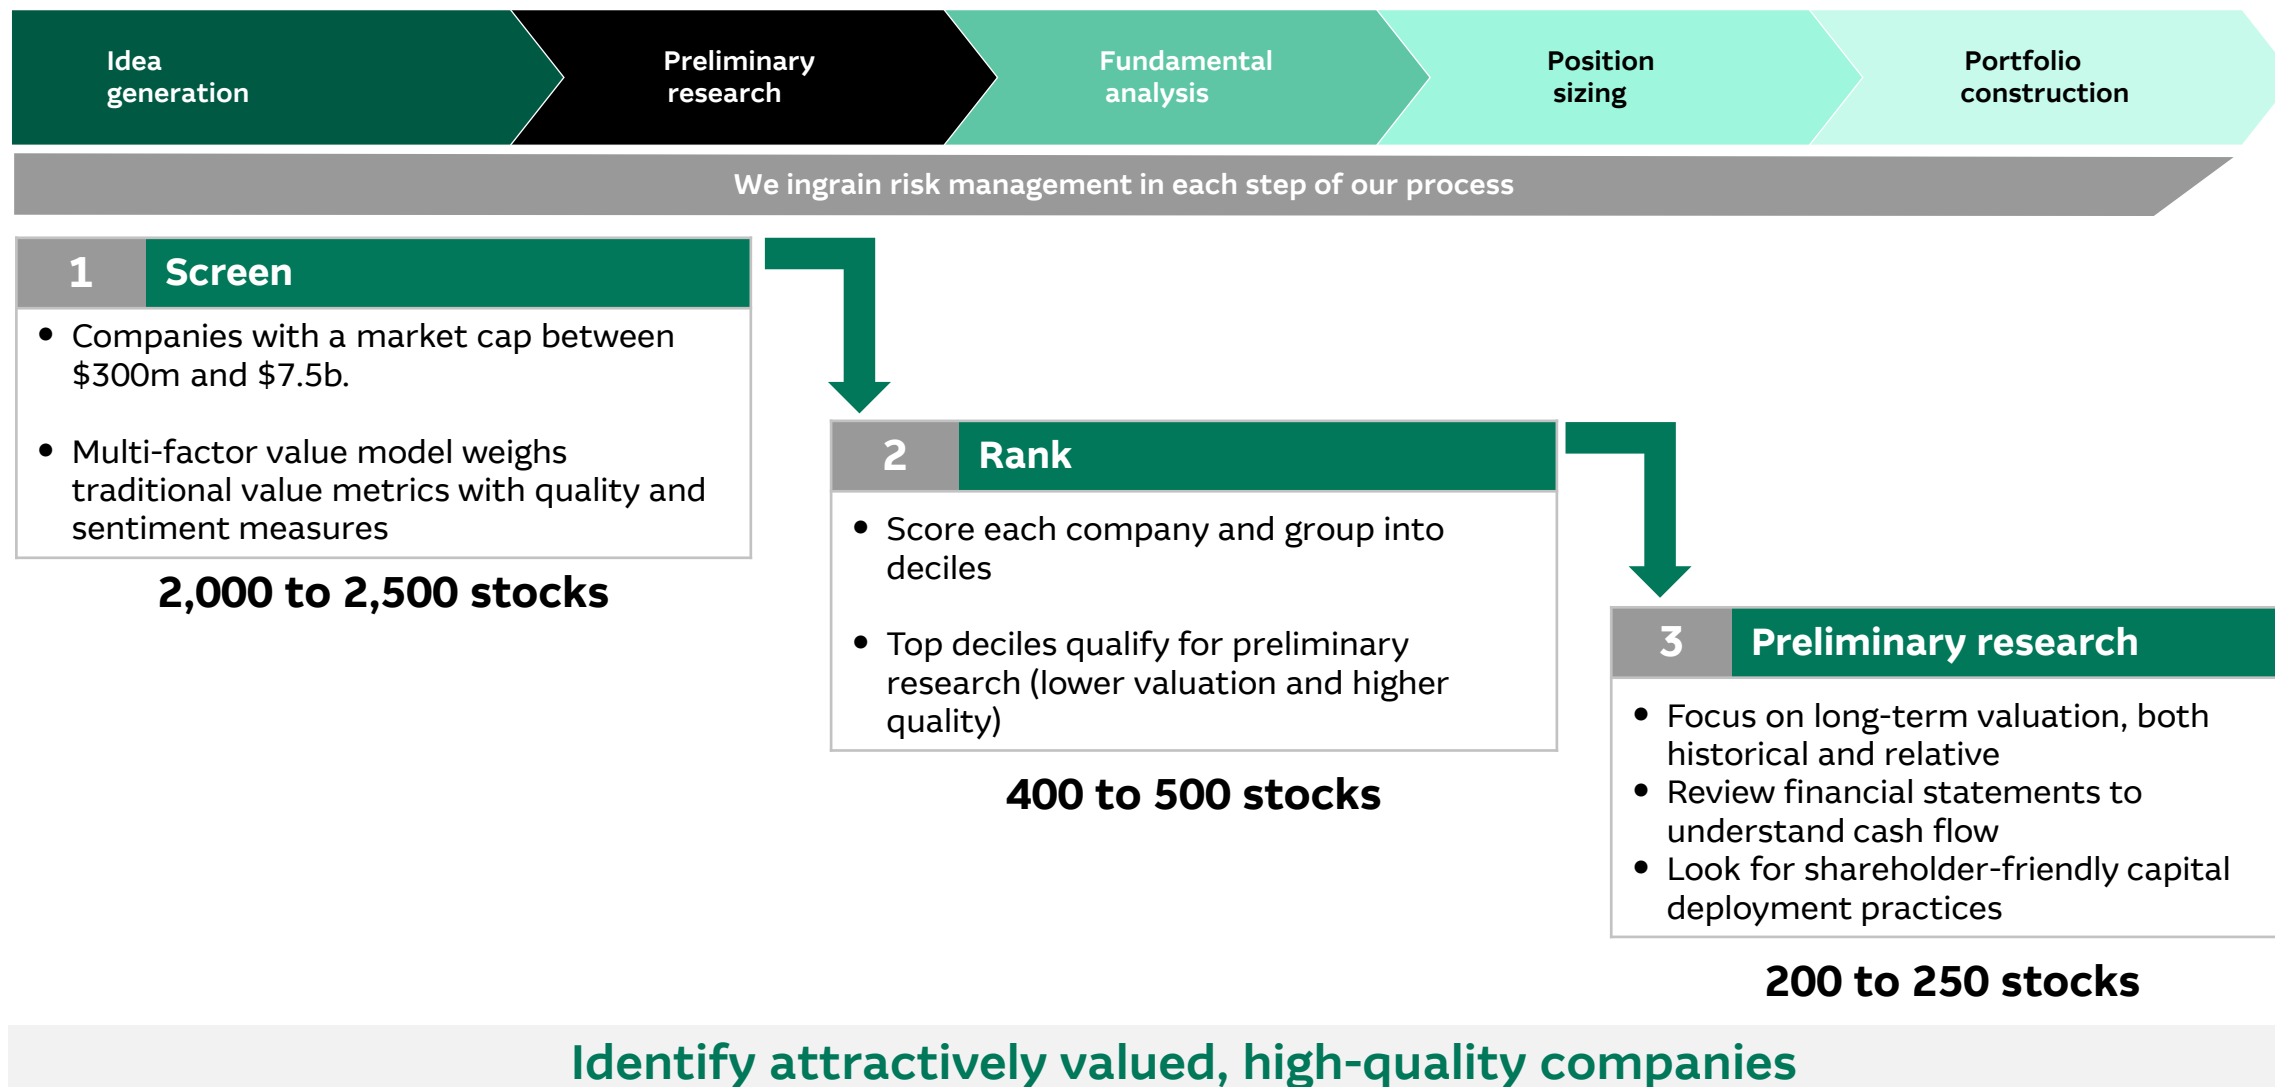 Idea
generation
Preliminary
research
Fundamental
analysis
Position
sizing
Portfolio
construction
We ingrain risk management in each step of our process
1 Screen
• Companies with a market cap between
$300m and $7.5b.
• Multi-factor value model weighs
traditional value metrics with quality and
sentiment measures
2,000 to 2,500 stocks
2 Rank
• Score each company and group into
deciles
• Top deciles qualify for preliminary
research (lower valuation and higher
quality)
400 to 500 stocks
3 Preliminary research
• Focus on long-term valuation, both
historical and relative
• Review financial statements to
understand cash flow
• Look for shareholder-friendly capital
deployment practices
200 to 250 stocks
Identify attractively valued, high-quality companies